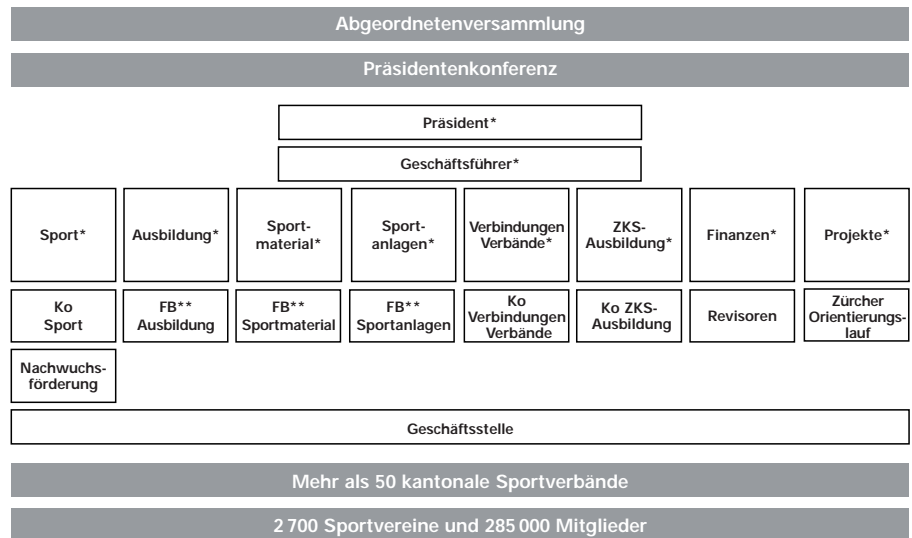 Abgeordnetenversammlung
Präsidentenkonferenz
Präsident*
Geschäftsführer*
Sport*
Ausbildung*
Sport-
material*
Sport-
anlagen*
Verbindungen
Verbände*
ZKS-
Ausbildung*
Finanzen*
Projekte*
Ko
Sport
FB**
Ausbildung
FB**
Sportmaterial
FB**
Sportanlagen
Ko
Verbindungen
Verbände
Ko ZKS-
Ausbildung
Revisoren
Zürcher
Orientierungs-
lauf
Nachwuchs-
förderung
Geschäftsstelle
Mehr als 50 kantonale Sportverbände
2 700 Sportvereine und 285 000 Mitglieder